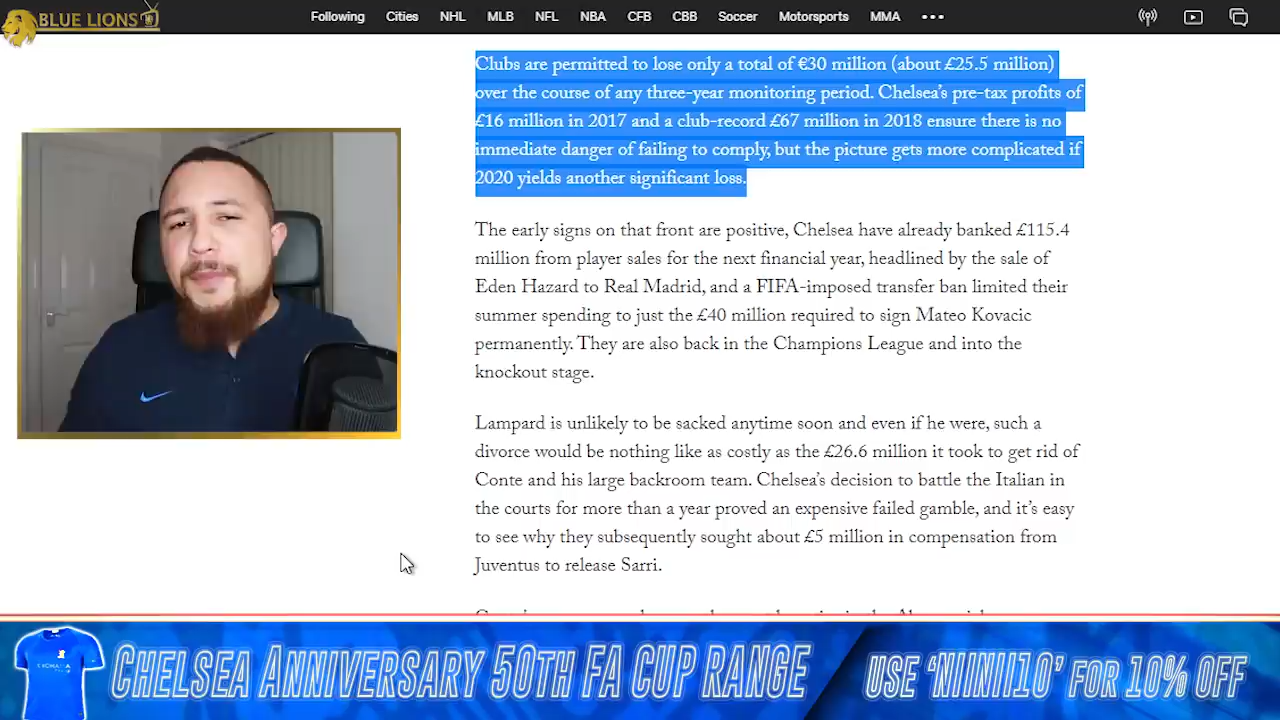 BLUE LIONS
Following Cities NHL MLB NFL NBA CFB CBB Soccer Motorsports MMA
Clubs are permitted to lose only a total of €30 million (about £25.5 million)
over the course of any three-year monitoring period. Chelsea's pre-tax profits of
£16 million in 2017 and a club-record £67 million in 2018 ensure there is no
immediate danger of failing to comply, but the picture gets more complicated if
2020 yields another significant loss.
The early signs on that front are positive, Chelsea have already banked £115.4
million from player sales for the next financial year, headlined by the sale of
Eden Hazard to Real Madrid, and a FIFA-imposed transfer ban limited their
summer spending to just the £40 million required to sign Mateo Kovacic
permanently. They are also back in the Champions League and into the
knockout stage.
Lampard is unlikely to be sacked anytime soon and even if he were, such a
divorce would be nothing like as costly as the £26.6 million it took to get rid of
Conte and his large backroom team. Chelsea's decision to battle the Italian in
the courts for more than a year proved an expensive failed gamble, and it's easy
to see why they subsequently sought about £5 million in compensation from
Juventus to release Sarri.
CHELSEA ANNIVERSARY 50TH FA CUP RANGE
USE 'NIINII10' FOR 10% OFF